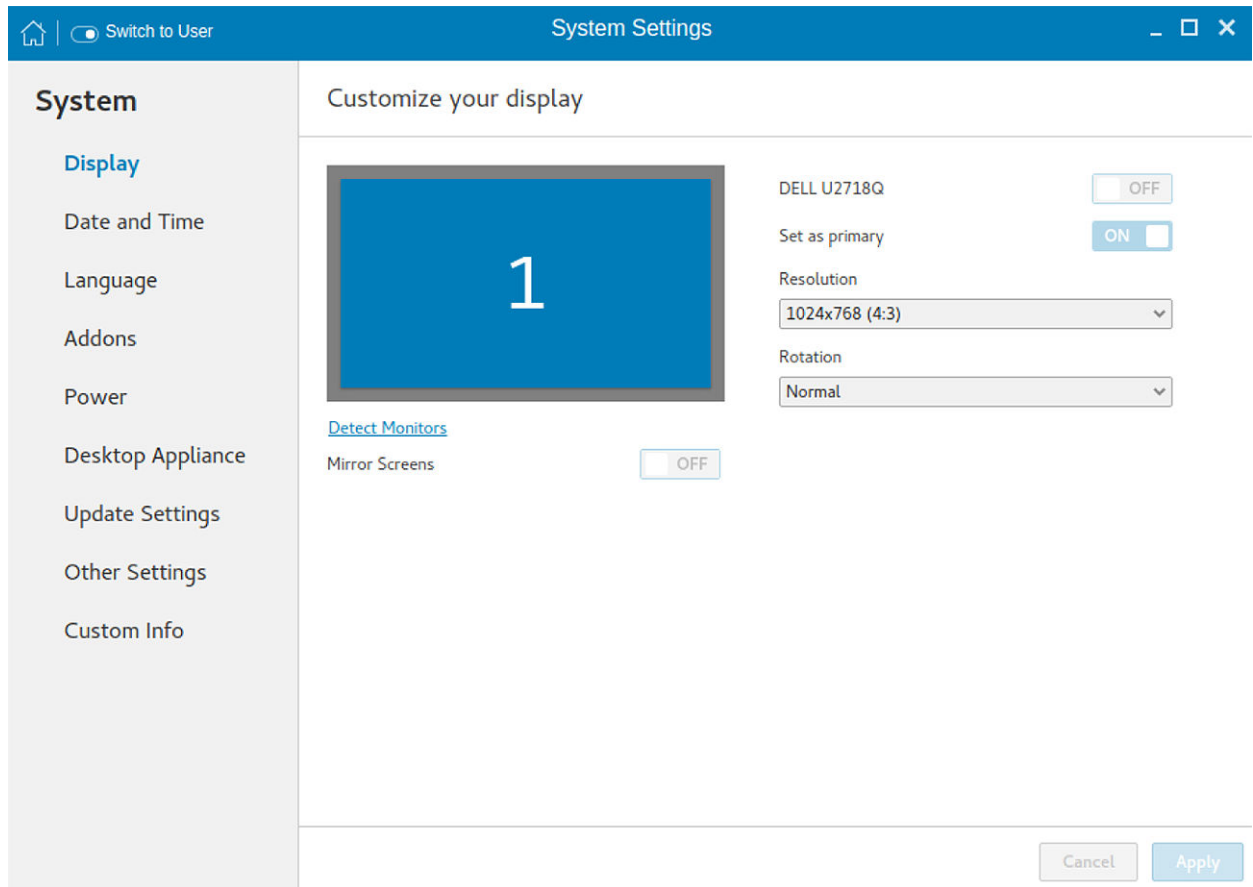 Switch to User
System Settings
System
Display
Date and Time
Language
Addons
Power
Desktop Appliance
Update Settings
Other Settings
Custom Info
Customize your display
1
Detect Monitors
Mirror Screens OFF
DELL U2718Q OFF
Set as primary ON
Resolution
1024x768 (4:3)
Rotation
Normal
Cancel Apply